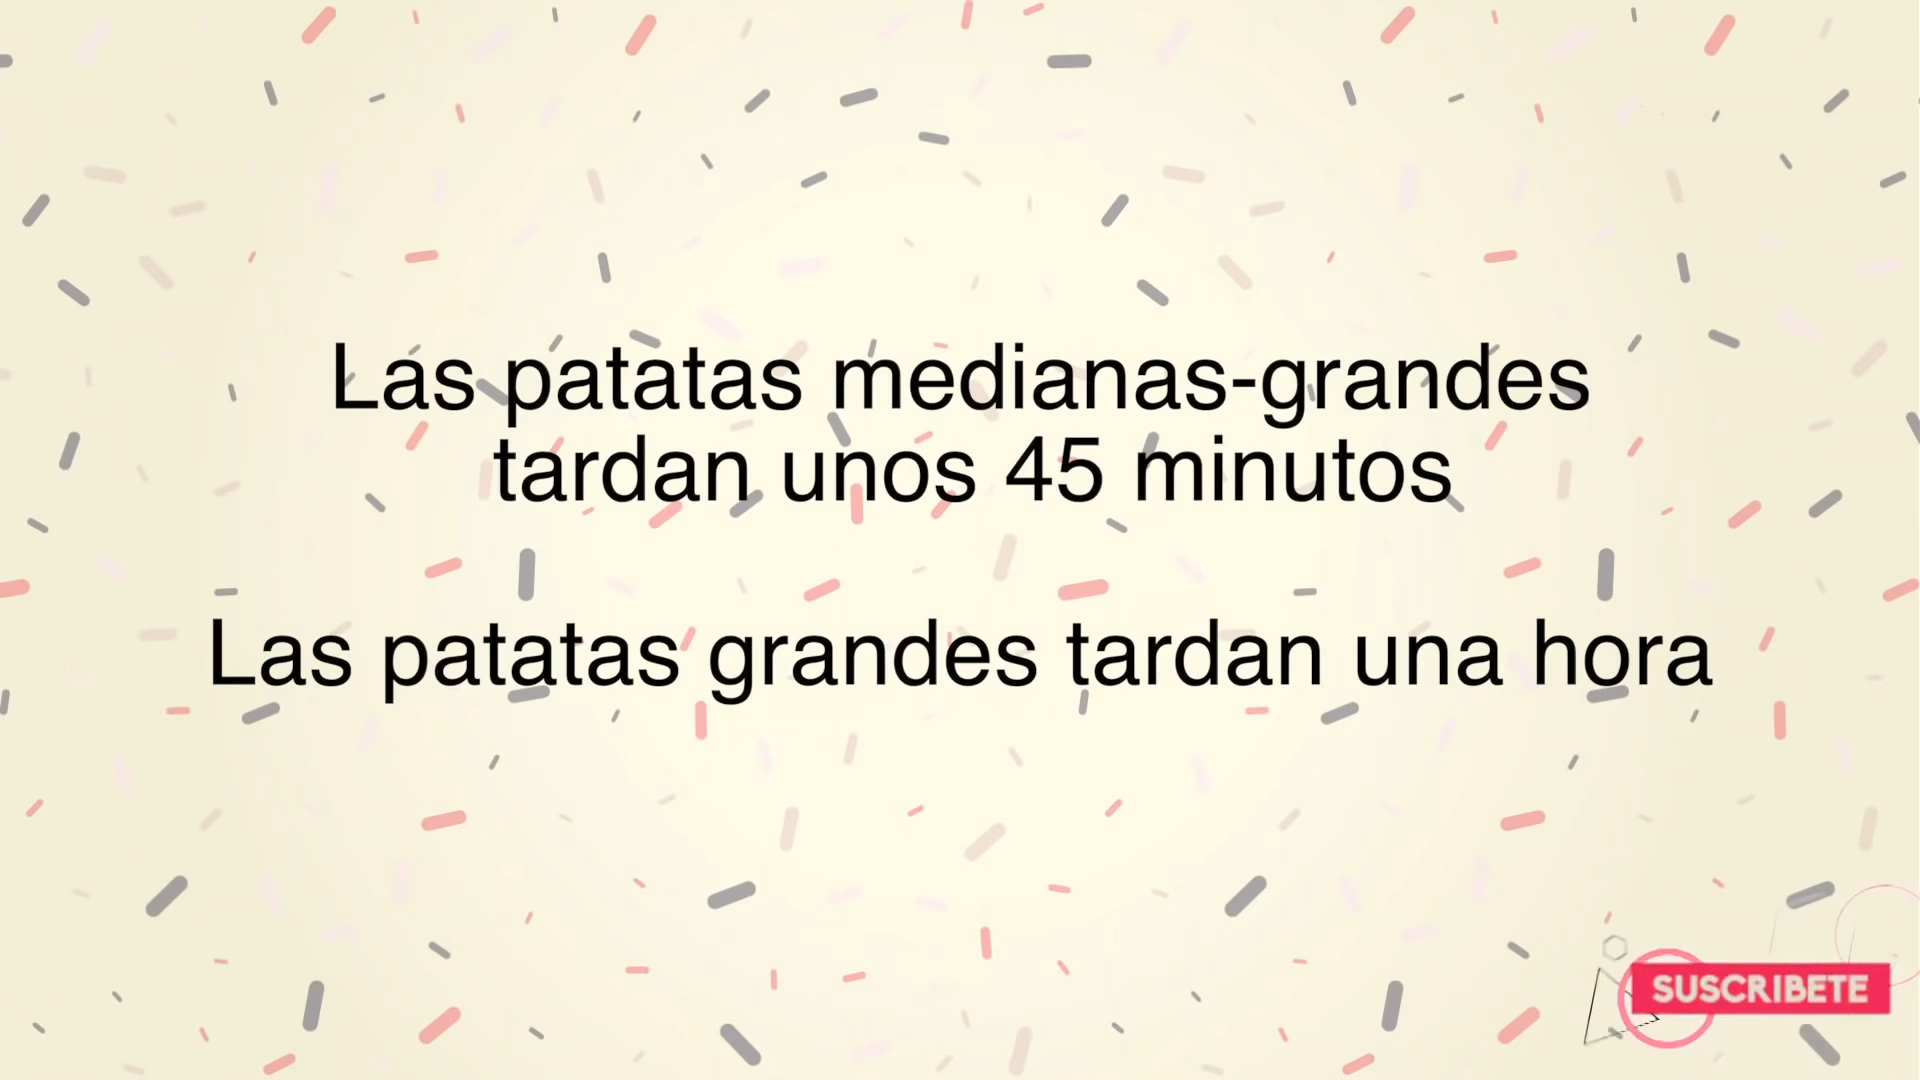 Las patatas medianas-grandes
tardan unos 45 minutos
Las patatas grandes tardan una hora
SUSCRIBETE